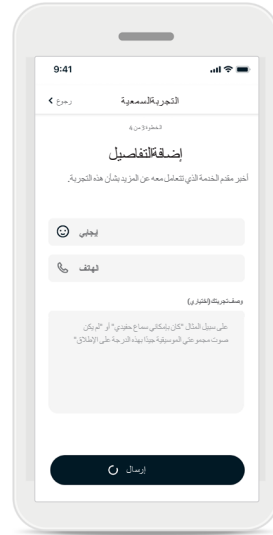 9:41
التجربة السمعية
رجوع
الخطوة 3 من 4
إضافة التفاصيل
أخبر مقدم الخدمة الذي تتعامل معه عن المزيد بشأن هذه التجربة.
إيجابي
الهاتف
وصف تجربتك (اختياري)
على سبيل المثال "كان بإمكاني سماع حفيدي" أو "لم يكن
صوت مجموعتي الموسيقية جيدًا بهذه الدرجة على الإطلاق"
إرسال